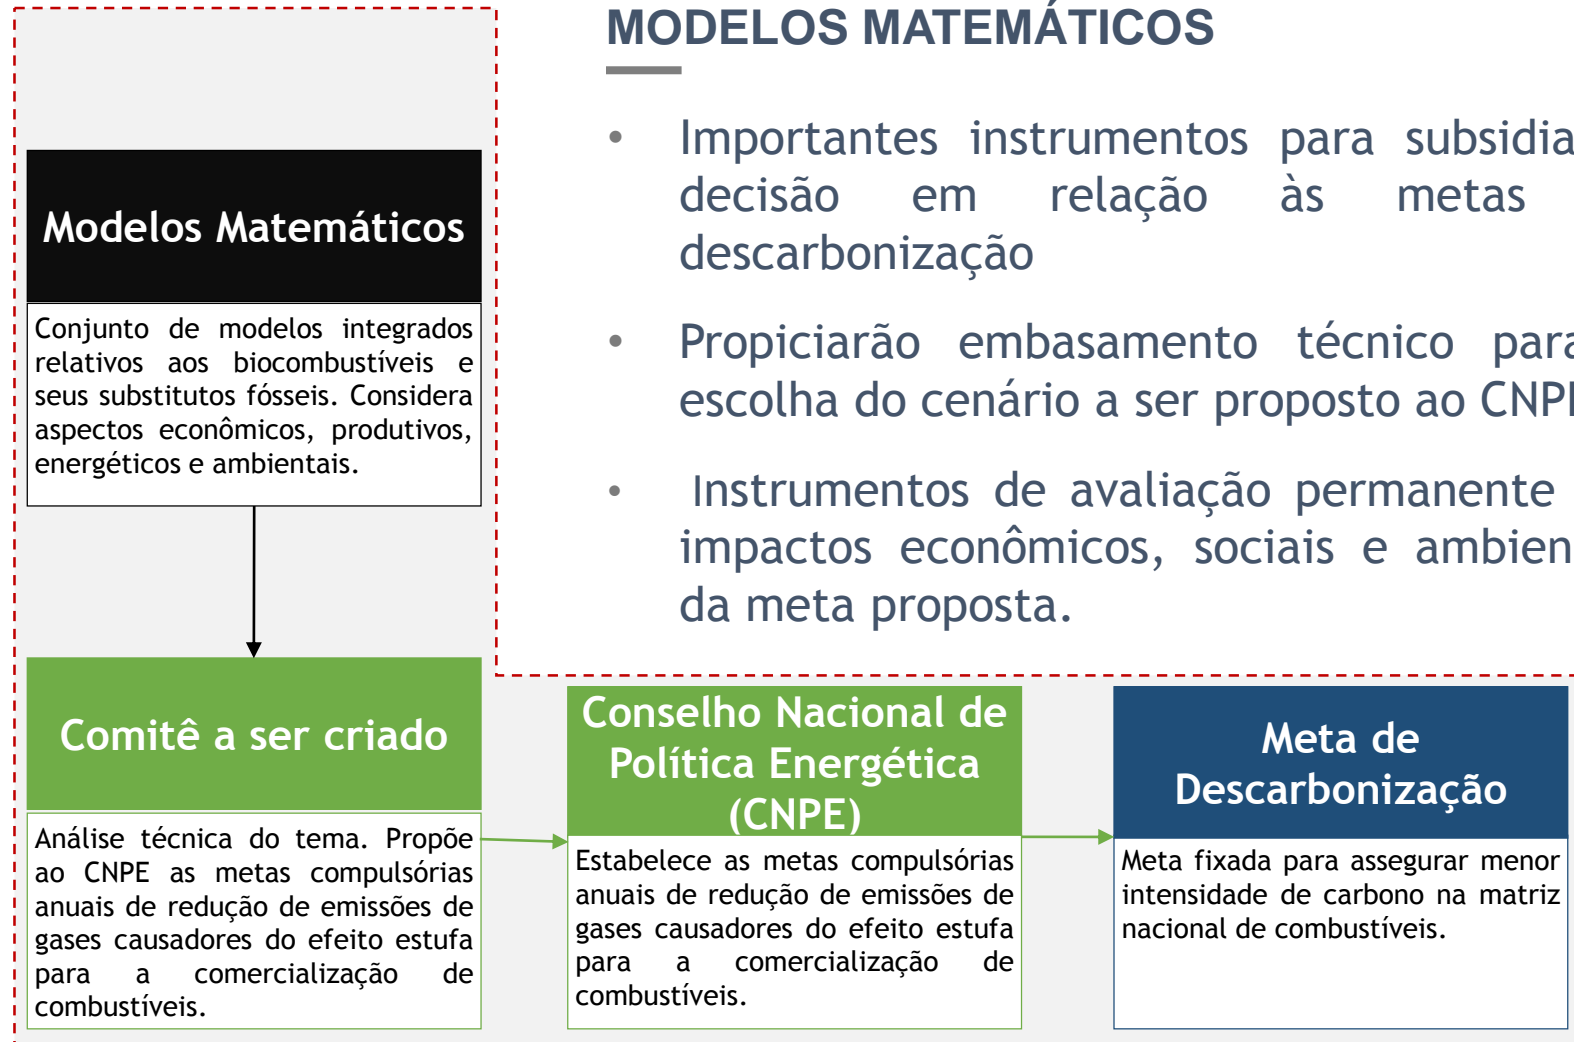 MODELOS MATEMÁTICOS
• Importantes instrumentos para subsidia
decisão em relação às metas
descarbonização
• Propiciarão embasamento técnico para
escolha do cenário a ser proposto ao CNP
• Instrumentos de avaliação permanente
impactos econômicos, sociais e ambien
da meta proposta.
Modelos Matemáticos
Conjunto de modelos integrados
relativos aos biocombustíveis e
seus substitutos fósseis. Considera
aspectos econômicos, produtivos,
energéticos e ambientais.
Comitê a ser criado
Análise técnica do tema. Propõe
ao CNPE as metas compulsórias
anuais de redução de emissões de
gases causadores do efeito estufa
para a comercialização de
combustíveis.
Conselho Nacional de
Política Energética
(CNPE)
Estabelece as metas compulsórias
anuais de redução de emissões de
gases causadores do efeito estufa
para a comercialização de
combustíveis.
Meta de
Descarbonização
Meta fixada para assegurar menor
intensidade de carbono na matriz
nacional de combustíveis.